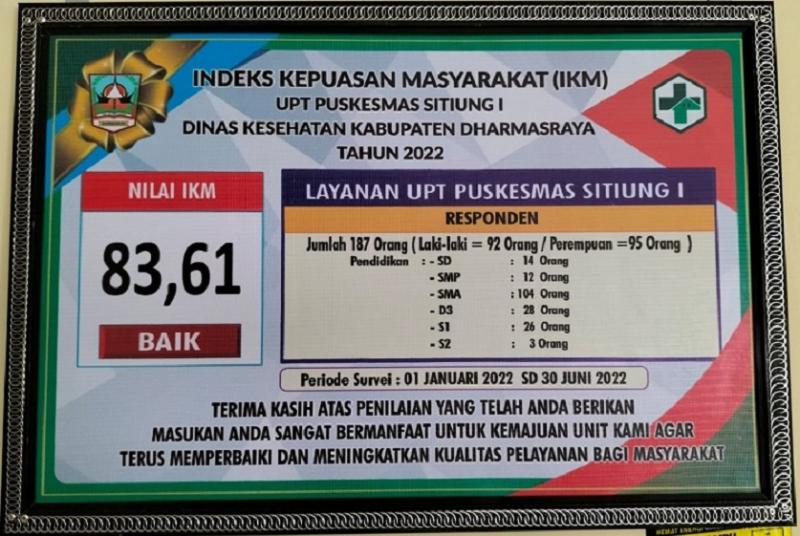 INDEKS KEPUASAN MASYARAKAT (IKM)
UPT PUSKESMAS SITIUNG I
DINAS KESEHATAN KABUPATEN DHARMASRAYA
TAHUN 2022
NILAI IKM
83,61
BAIK
LAYANAN UPT PUSKESMAS SITIUNG I
RESPONDEN
Jumlah 187 Orang ( Laki-laki = 92 Orang / Perempuan =95 Orang )
Pendidikan : - SD : 14 Orang
- SMP : 12 Orang
- SMA : 104 Orang
- D3 : 28 Orang
- S1 : 26 Orang
- S2 : 3 Orang
Periode Survei : 01 JANUARI 2022 SD 30 JUNI 2022
TERIMA KASIH ATAS PENILAIAN YANG TELAH ANDA BERIKAN
MASUKAN ANDA SANGAT BERMANFAAT UNTUK KEMAJUAN UNIT KAMI AGAR
TERUS MEMPERBAIKI DAN MENINGKATKAN KUALITAS PELAYANAN BAGI MASYARAKAT